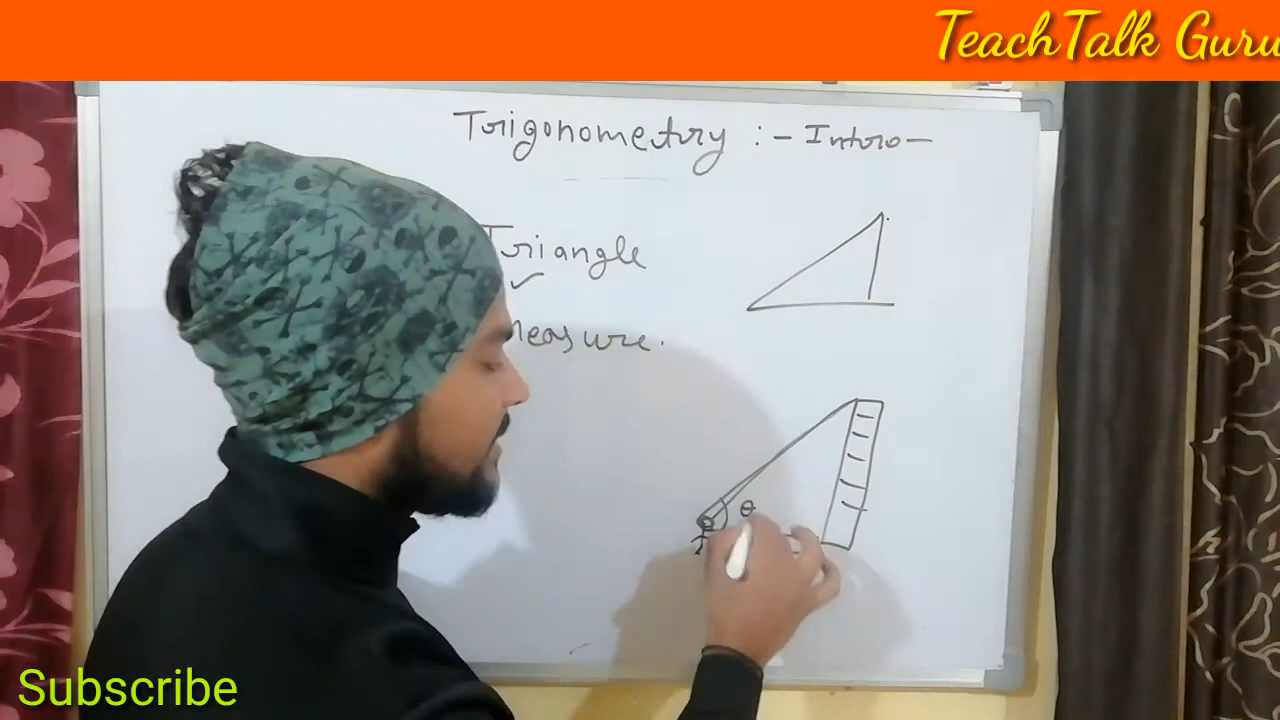 TeachTalk Guru
Trigonometry :- Intro -
Triangle
Measure.
θ
Subscribe